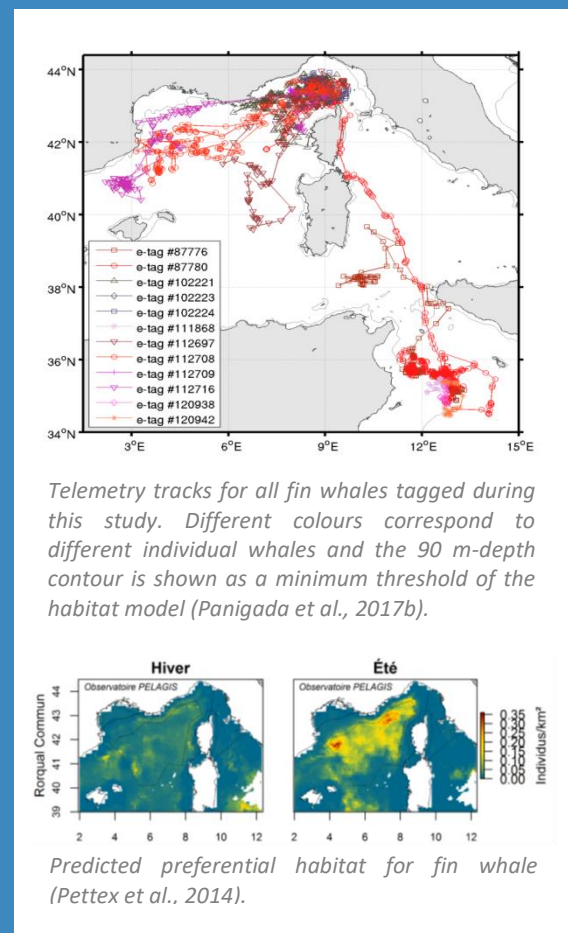 44°N
42°N
40°N
38°N
36°N
34°N
e-tag #87776
e-tag #87780
e-tag #102221
e-tag #102223
e-tag #102224
e-tag #111868
e-tag #112697
e-tag #112708
e-tag #112709
e-tag #112716
e-tag #120938
e-tag #120942
3°E 6°E 9°E 12°E 15°E
Telemetry tracks for all fin whales tagged during
this study. Different colours correspond to
different individual whales and the 90 m-depth
contour is shown as a minimum threshold of the
habitat model (Panigada et al., 2017b).
Hiver Été
Observatoire PELAGIS Observatoire PELAGIS
Rorqual Commun
39 40 41 42 43 44
0.35
0.30
0.25
0.20
0.15
0.10
0.05
0.00
Individus/km²
2 4 6 8 10 12 2 4 6 8 10 12
Predicted preferential habitat for fin whale
(Pettex et al., 2014).